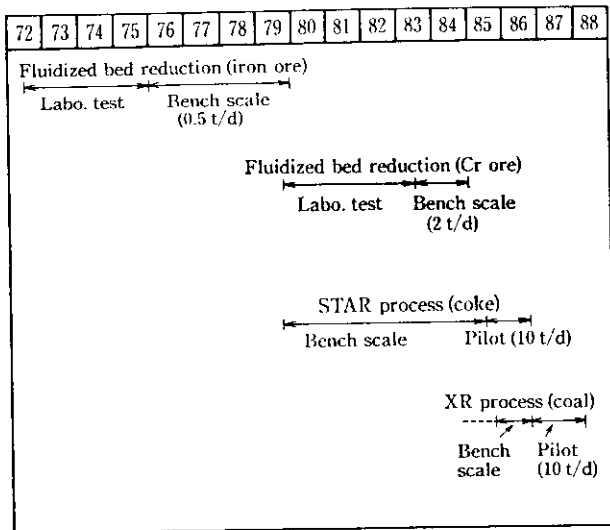 72 73 74 75 76 77 78 79 80 81 82 83 84 85 86 87 88
Fluidized bed reduction (iron ore)
Labo. test Bench scale
(0.5 t/d)
Fluidized bed reduction (Cr ore)
Labo. test Bench scale
(2 t/d)
STAR process (coke)
Bench scale Pilot (10 t/d)
XR process (coal)
Bench Pilot
scale (10 t/d)